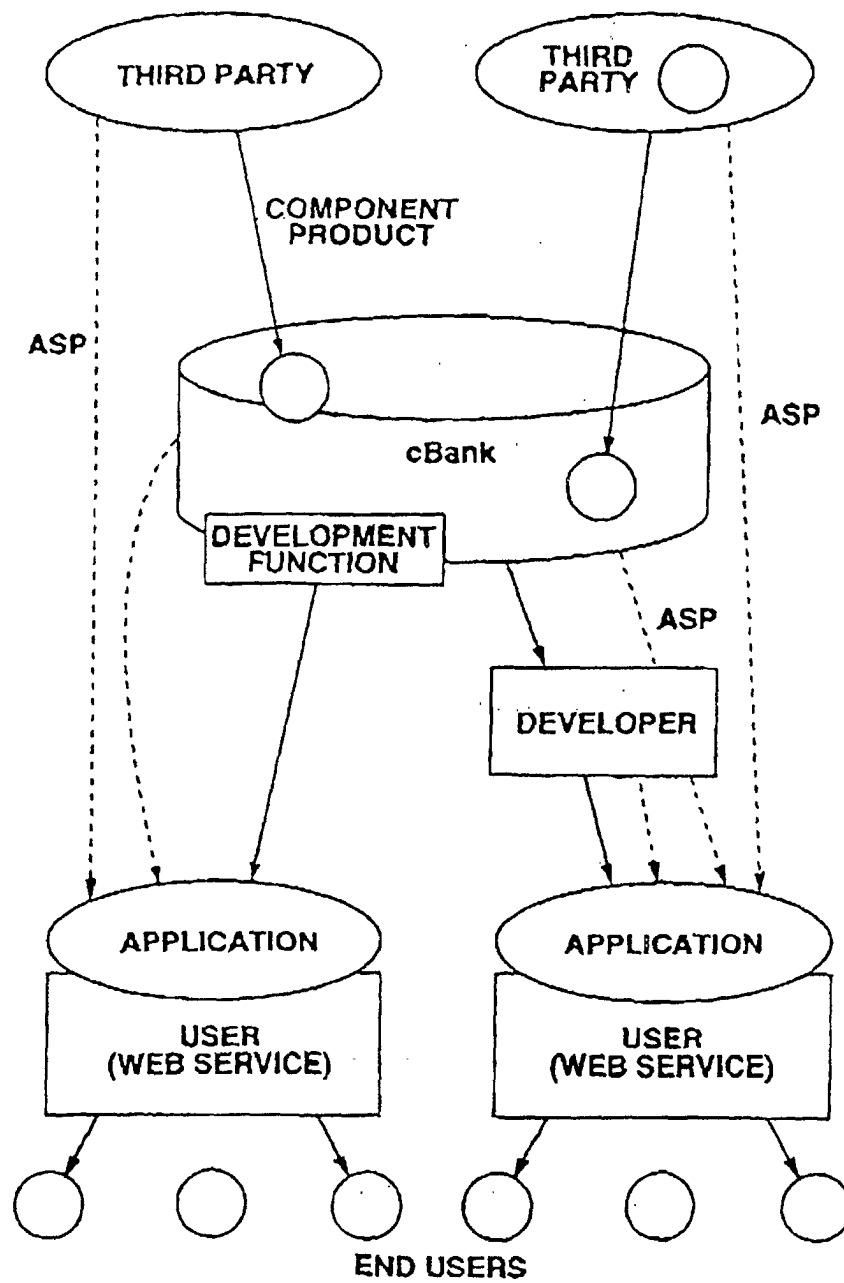 THIRD PARTY
THIRD
PARTY
COMPONENT
PRODUCT
ASP
ASP
cBank
DEVELOPMENT
FUNCTION
ASP
DEVELOPER
APPLICATION
APPLICATION
USER
(WEB SERVICE)
USER
(WEB SERVICE)
END USERS